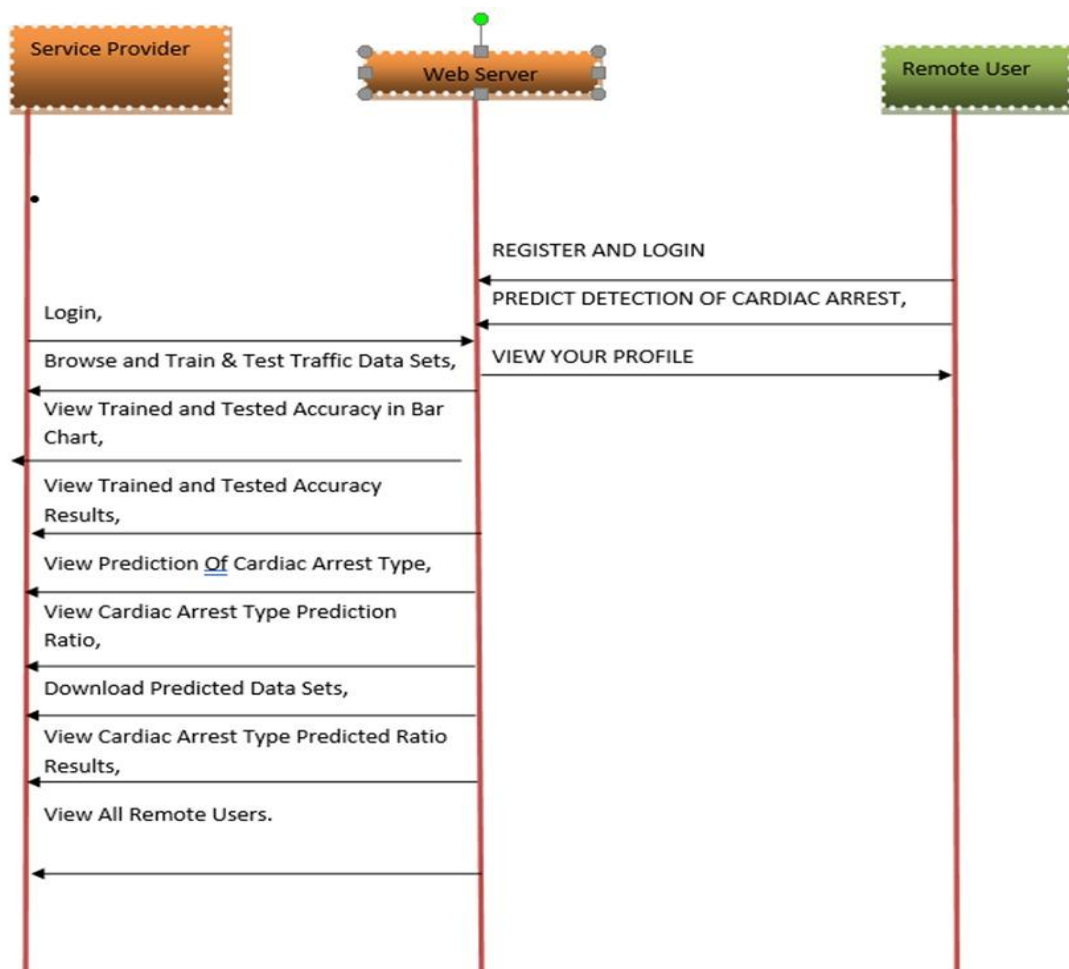 Service Provider
Web Server
Remote User
REGISTER AND LOGIN
PREDICT DETECTION OF CARDIAC ARREST,
VIEW YOUR PROFILE
Login,
Browse and Train & Test Traffic Data Sets,
View Trained and Tested Accuracy in Bar
Chart,
View Trained and Tested Accuracy
Results,
View Prediction Of Cardiac Arrest Type,
View Cardiac Arrest Type Prediction
Ratio,
Download Predicted Data Sets,
View Cardiac Arrest Type Predicted Ratio
Results,
View All Remote Users.